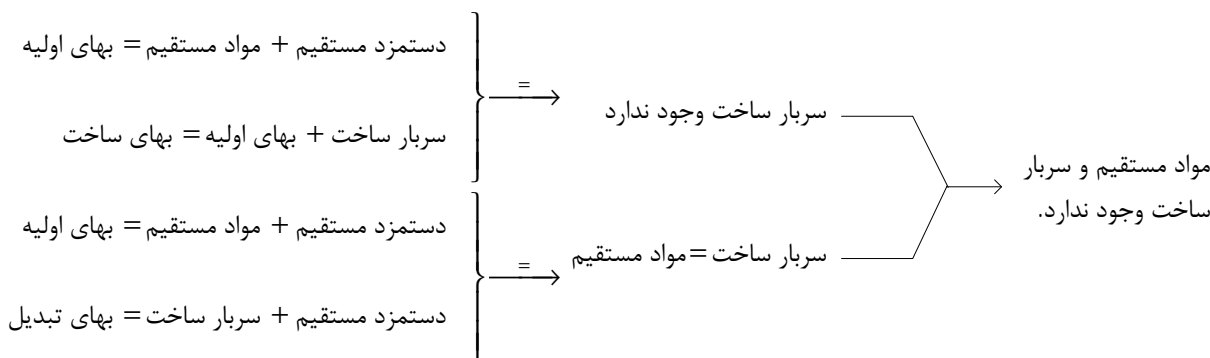 دستمزد مستقیم + مواد مستقیم = بهای اولیه
سربار ساخت + بهای اولیه = بهای ساخت
=
سربار ساخت وجود ندارد
دستمزد مستقیم + مواد مستقیم = بهای اولیه
دستمزد مستقیم + سربار ساخت = بهای تبدیل
=
سربار ساخت = مواد مستقیم
مواد مستقیم و سربار
ساخت وجود ندارد.